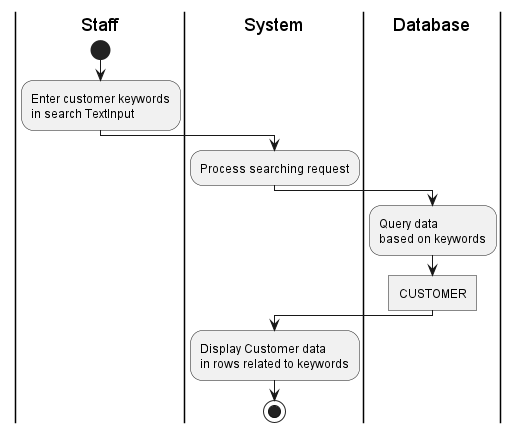 Staff
System
Database
Enter customer keywords
in search TextInput
Process searching request
Query data
based on keywords
CUSTOMER
Display Customer data
in rows related to keywords